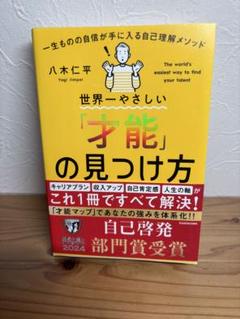 一生ものの自信が手に入る自己理解メソッド
八木仁平
Yagi Jimpei
The world's
easiest way to find
your talent
世界一やさしい
「才能」
の見つけ方
キャリアプラン 収入アップ 自己肯定感 人生の軸が
これ1冊ですべて解決!
「才能マップ」であなたの強みを体系化!!
自己啓発
部門賞受賞
2024